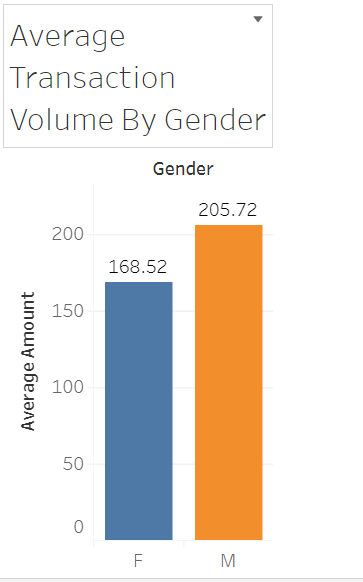 Average
Transaction
Volume By Gender
Gender
205.72
200
168.52
150
Average Amount
100
50
0
F M